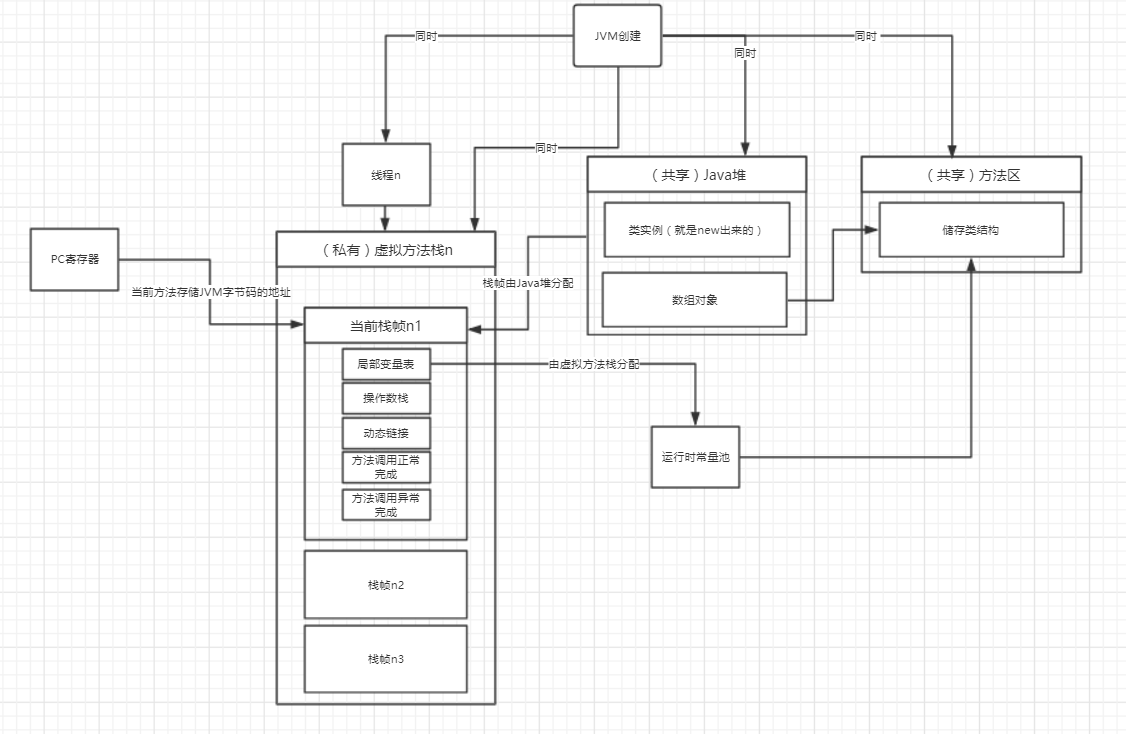 JVM创建
同时
同时
同时
同时
线程n
（共享）Java堆
（共享）方法区
类实例（就是new出来的）
储存类结构
（私有）虚拟方法栈n
PC寄存器
栈帧由Java堆分配
当前方法存储JVM字节码的地址
数组对象
当前栈帧n1
局部变量表
由虚拟方法栈分配
操作数栈
动态链接
方法调用正常
完成
运行时常量池
方法调用异常
完成
栈帧n2
栈帧n3